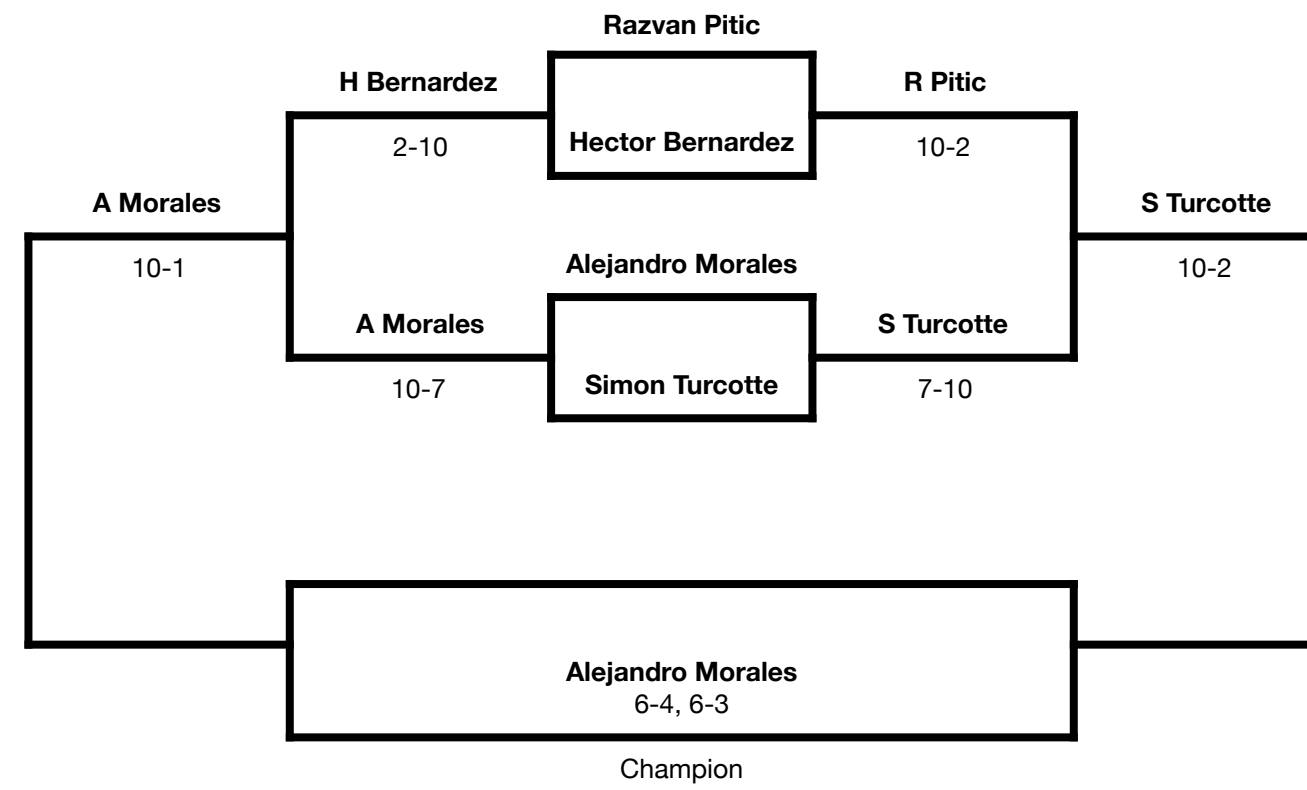 Razvan Pitic
H Bernardez
R Pitic
2-10
Hector Bernardez
10-2
A Morales
S Turcotte
10-1
Alejandro Morales
10-2
A Morales
S Turcotte
10-7
Simon Turcotte
7-10
Alejandro Morales
6-4, 6-3
Champion